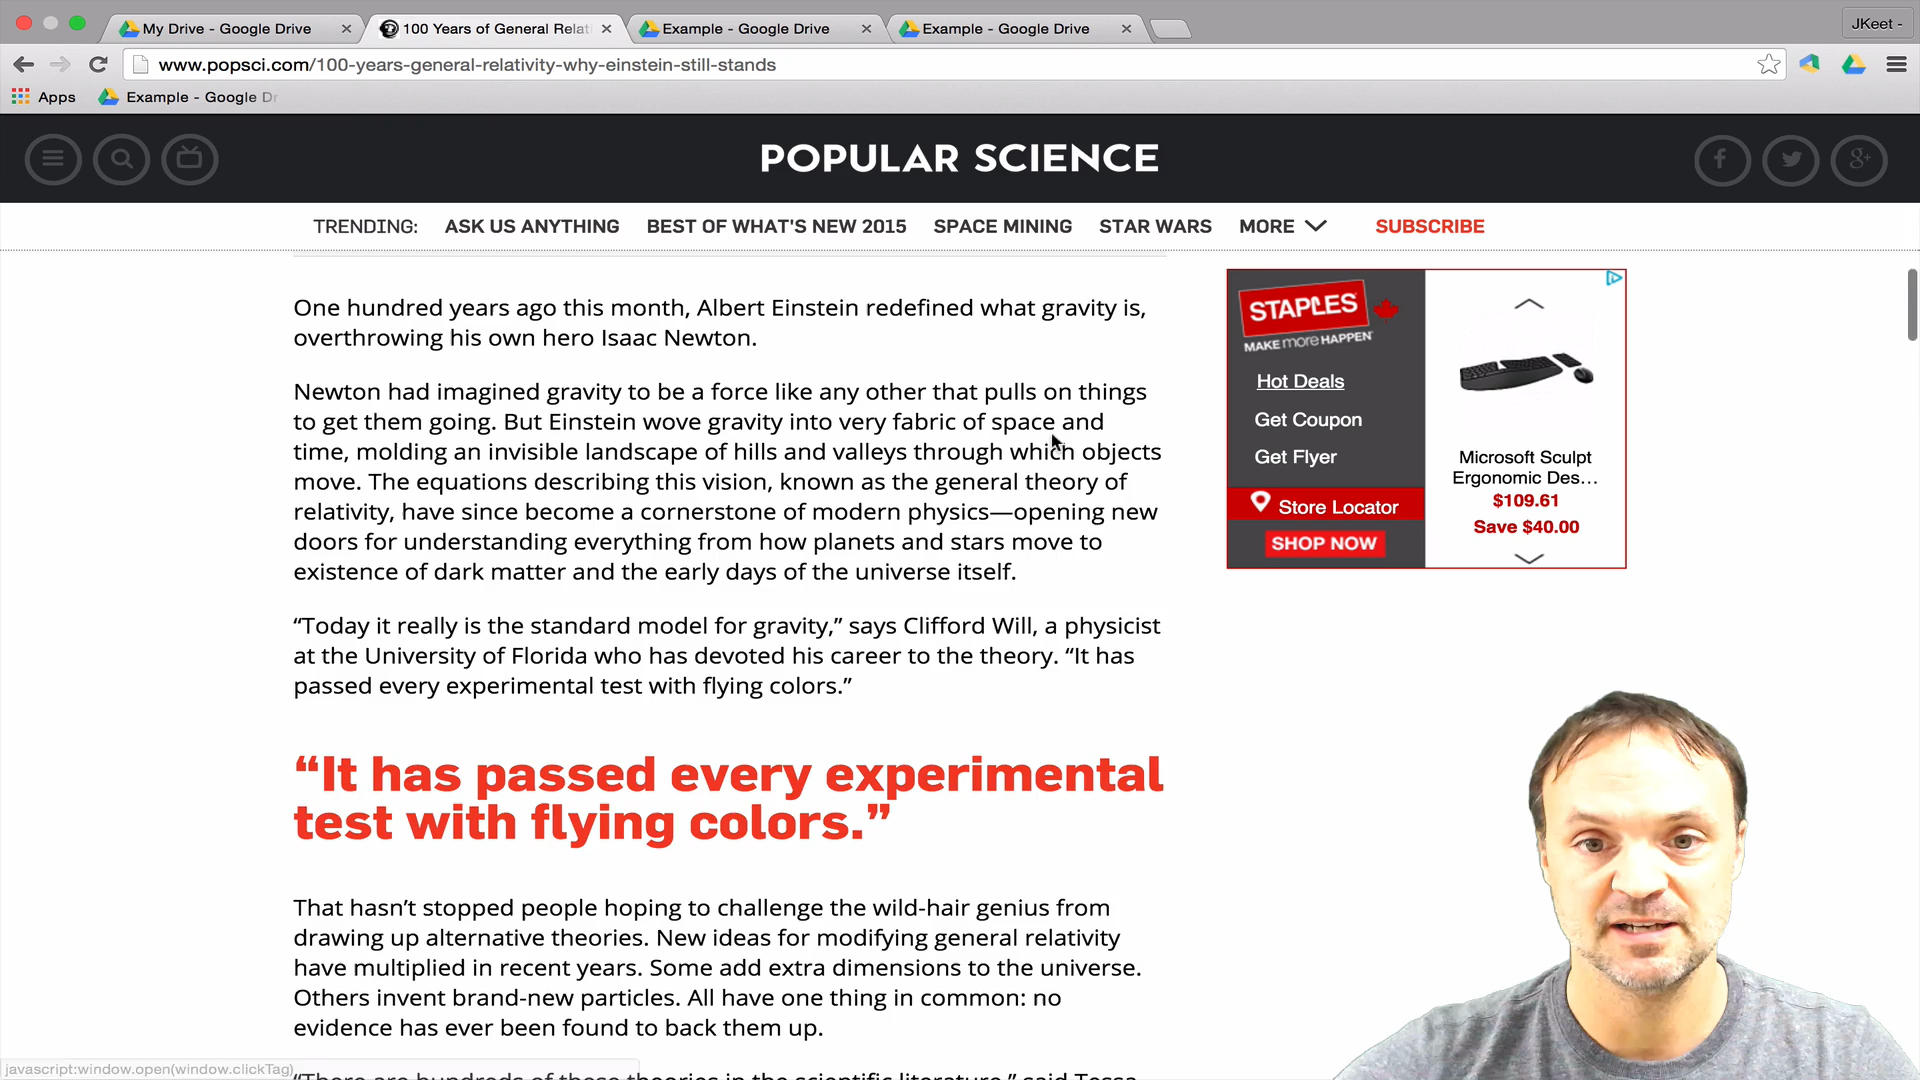 My Drive - Google Drive
100 Years of General Relati
Example - Google Drive
Example - Google Drive
JKeet -
www.popsci.com/100-years-general-relativity-why-einstein-still-stands
Apps
Example - Google Dr
POPULAR SCIENCE
TRENDING:
ASK US ANYTHING
BEST OF WHAT'S NEW 2015
SPACE MINING
STAR WARS
MORE
SUBSCRIBE
One hundred years ago this month, Albert Einstein redefined what gravity is,
overthrowing his own hero Isaac Newton.
Newton had imagined gravity to be a force like any other that pulls on things
to get them going. But Einstein wove gravity into very fabric of space and
time, molding an invisible landscape of hills and valleys through which objects
move. The equations describing this vision, known as the general theory of
relativity, have since become a cornerstone of modern physics—opening new
doors for understanding everything from how planets and stars move to
existence of dark matter and the early days of the universe itself.
“Today it really is the standard model for gravity,” says Clifford Will, a physicist
at the University of Florida who has devoted his career to the theory. “It has
passed every experimental test with flying colors.”
“It has passed every experimental
test with flying colors.”
That hasn’t stopped people hoping to challenge the wild-hair genius from
drawing up alternative theories. New ideas for modifying general relativity
have multiplied in recent years. Some add extra dimensions to the universe.
Others invent brand-new particles. All have one thing in common: no
evidence has ever been found to back them up.
“There are hundreds of these theories in the scientific literature,” said Tessa
STAPLES
MAKE more HAPPEN
Hot Deals
Get Coupon
Get Flyer
Store Locator
SHOP NOW
Microsoft Sculpt
Ergonomic Des...
$109.61
Save $40.00
javascript:window.open(window.clickTag)